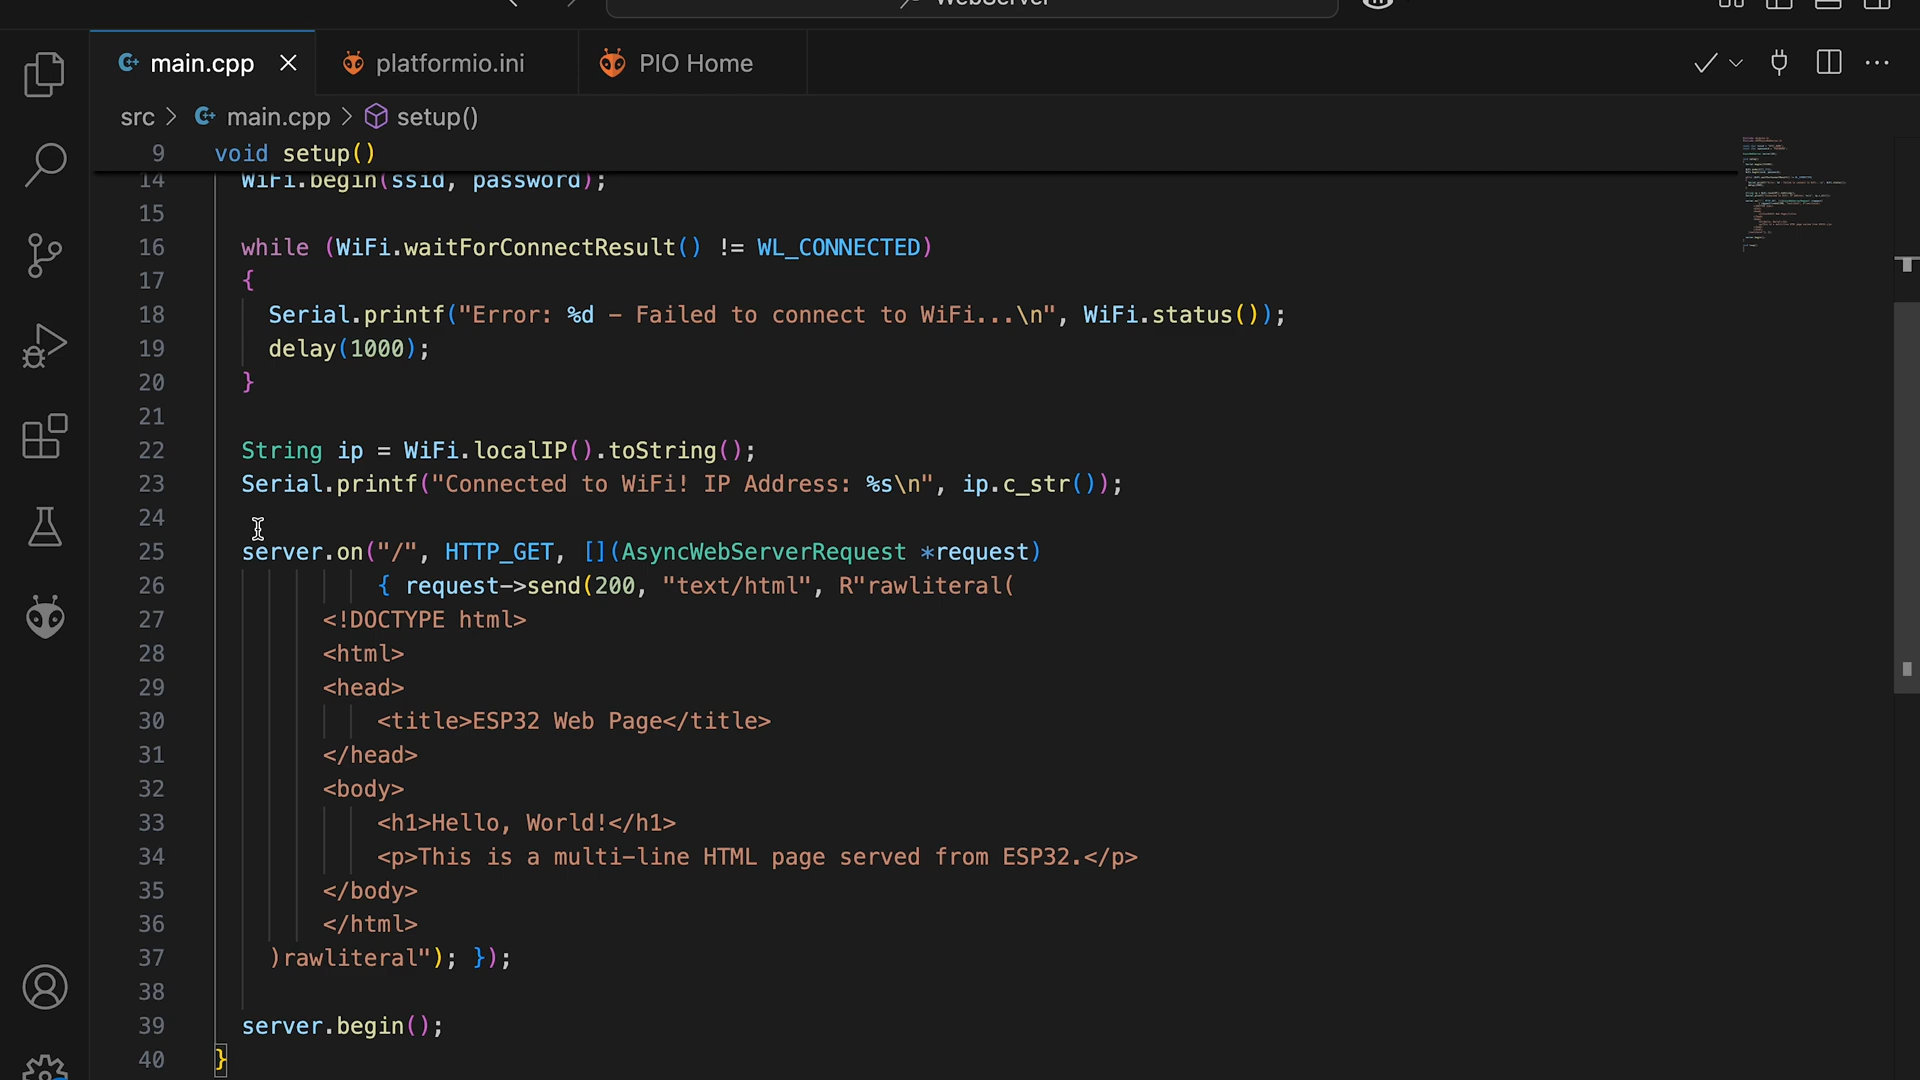 WebServer
main.cpp
platformio.ini
PIO Home
src > main.cpp > setup()
9 void setup()
14 WiFi.begin(ssid, password);
15
16 while (WiFi.waitForConnectResult() != WL_CONNECTED)
17 {
18 Serial.printf("Error: %d - Failed to connect to WiFi...\n", WiFi.status());
19 delay(1000);
20 }
21
22 String ip = WiFi.localIP().toString();
23 Serial.printf("Connected to WiFi! IP Address: %s\n", ip.c_str());
24
25 server.on("/", HTTP_GET, [](AsyncWebServerRequest *request)
26 { request->send(200, "text/html", R"rawliteral(
27 <!DOCTYPE html>
28 <html>
29 <head>
30 <title>ESP32 Web Page</title>
31 </head>
32 <body>
33 <h1>Hello, World!</h1>
34 <p>This is a multi-line HTML page served from ESP32.</p>
35 </body>
36 </html>
37 )rawliteral"); });
38
39 server.begin();
40 }